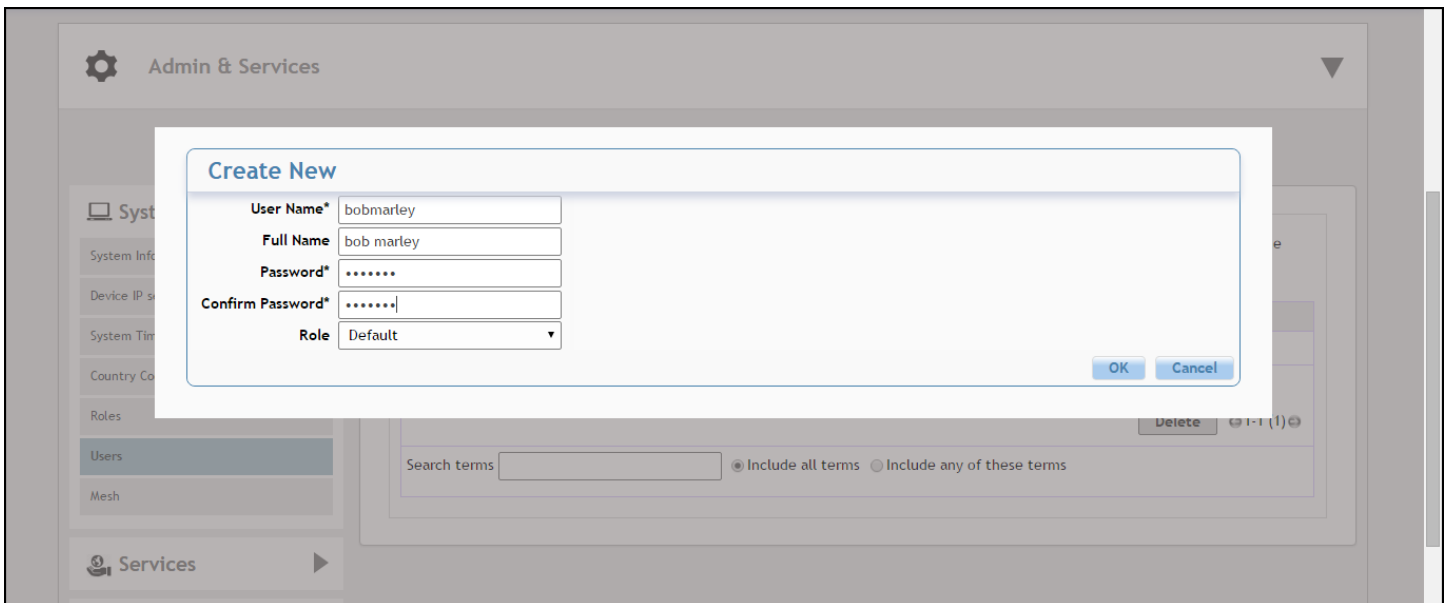 Admin & Services
Create New
User Name* bobmarley
Full Name bob marley
Password* •••••••
Confirm Password* •••••••
Role Default
OK Cancel
Syst
System Info
Device IP se
System Tim
Country Co
Roles
Users
Mesh
Services
e
Delete 1-1 (1)
Search terms Include all terms Include any of these terms